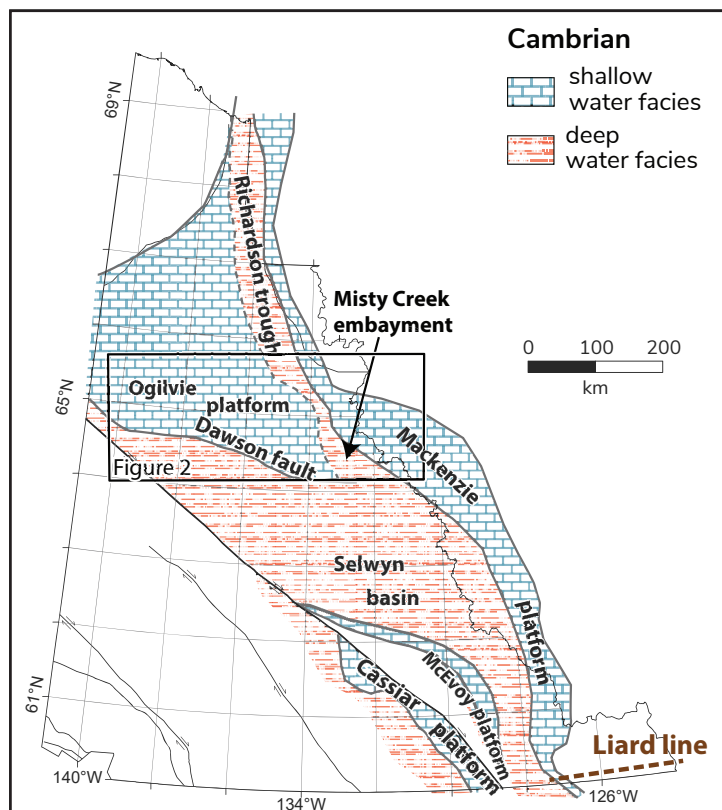 Cambrian
shallow
water facies
deep
water facies
69°N
Richardson trough
Misty Creek
embayment
0 100 200
km
65°N
Ogilvie
platform
Dawson fault
Figure 2
Mackenzie
platform
Selwyn
basin
McEvoy platform
Cassiar
platform
61°N
Liard line
140°W
134°W
126°W